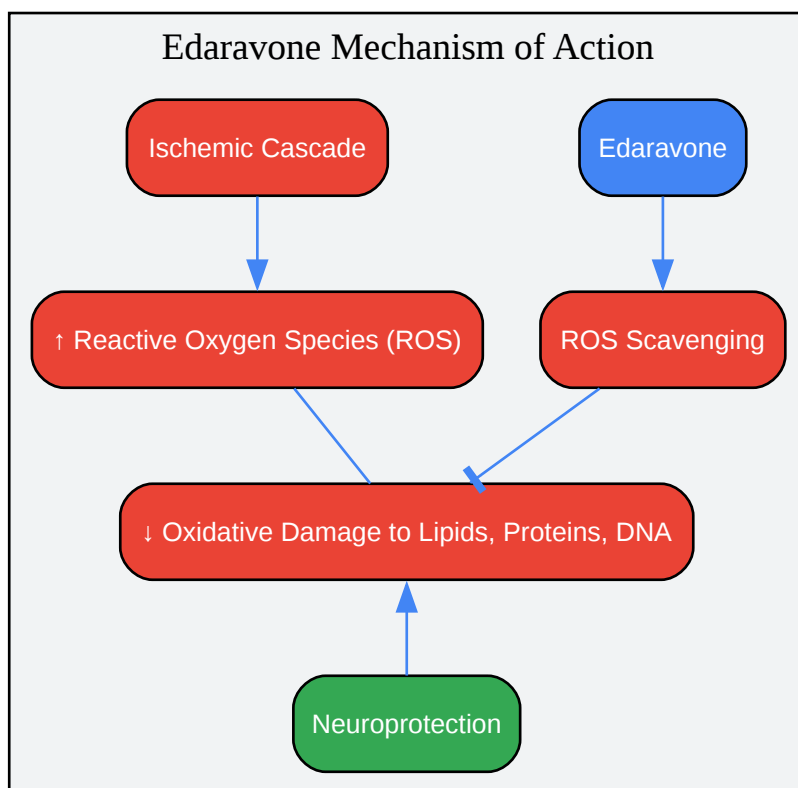 Edaravone Mechanism of Action
Ischemic Cascade
Edaravone
↑ Reactive Oxygen Species (ROS)
ROS Scavenging
↓ Oxidative Damage to Lipids, Proteins, DNA
Neuroprotection